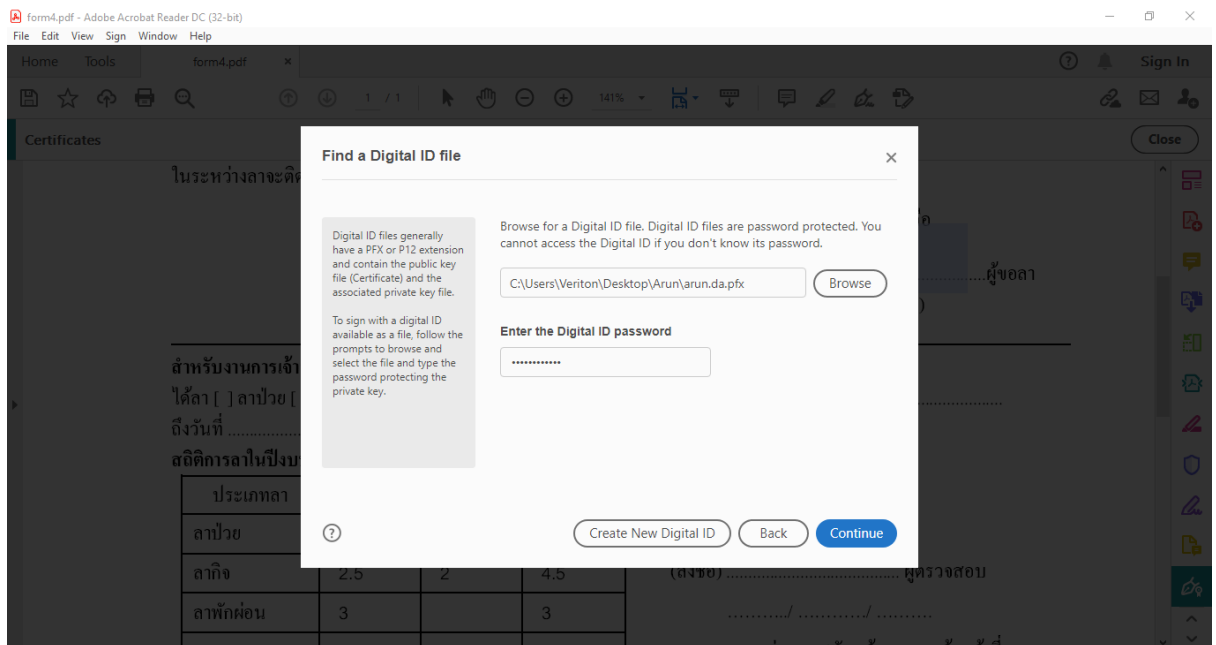 form4.pdf - Adobe Acrobat Reader DC (32-bit)
File Edit View Sign Window Help
Home Tools form4.pdf × Sign In
1 / 1 141%
Certificates Close
ในระหว่างลาจะติด
Find a Digital ID file
Digital ID files generally
have a PFX or P12 extension
and contain the public key
file (Certificate) and the
associated private key file.
To sign with a digital ID
available as a file, follow the
prompts to browse and
select the file and type the
password protecting the
private key.
Browse for a Digital ID file. Digital ID files are password protected. You
cannot access the Digital ID if you don't know its password.
C:\Users\Veriton\Desktop\Arun\arun.da.pfx Browse
Enter the Digital ID password
••••••••••••
Create New Digital ID Back Continue
........ผู้ขอลา
)
สำหรับงานการเจ้า
ได้ลา [ ] ลาป่วย [
ถึงวันที่ ..................
สถิติการลาในปีงบ
ประเภทลา
ลาป่วย
ลากิจ 2.5 2 4.5 (ลงชื่อ) ........................................ ผู้ตรวจสอบ
ลาพักผ่อน 3 3 ............/ ............/ ..........